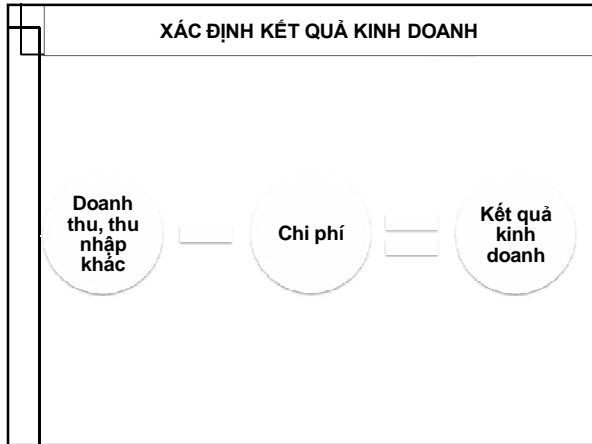 XÁC ĐỊNH KẾT QUẢ KINH DOANH
Doanh
thu, thu
nhập
khác
Chi phí
Kết quả
kinh
doanh